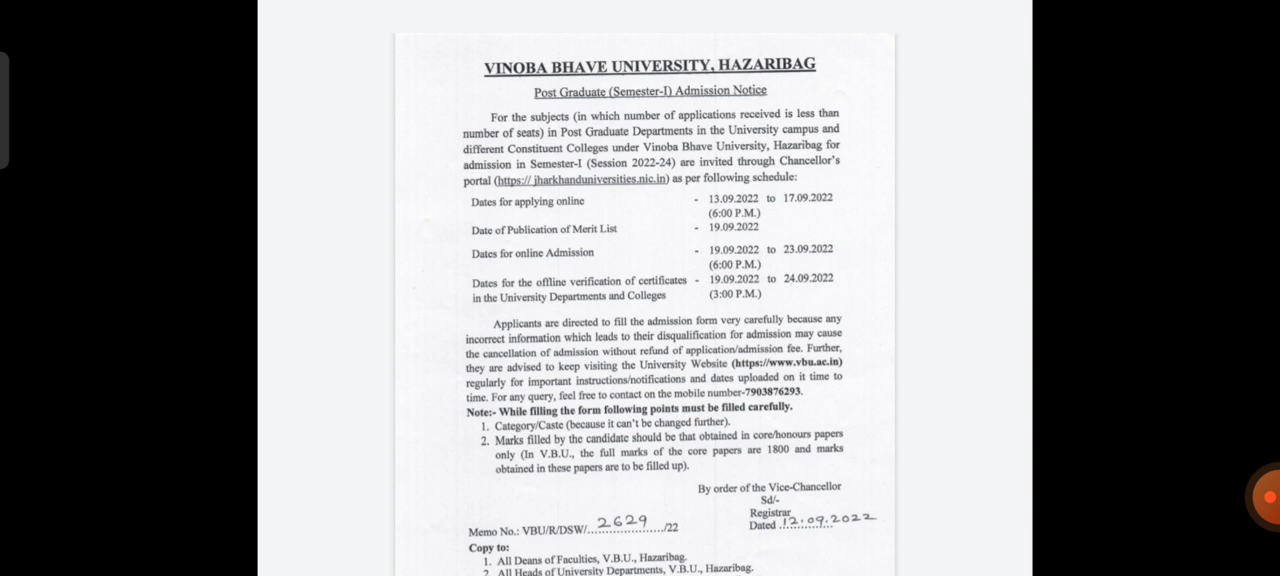 VINOBA BHAVE UNIVERSITY, HAZARIBAG
Post Graduate (Semester-I) Admission Notice
For the subjects (in which number of applications received is less than
number of seats) in Post Graduate Departments in the University campus and
different Constituent Colleges under Vinoba Bhave University, Hazaribag for
admission in Semester-I (Session 2022-24) are invited through Chancellor's
portal (https:// jharkhanduniversities.nic.in) as per following schedule:
Dates for applying online - 13.09.2022 to 17.09.2022
(6:00 P.M.)
Date of Publication of Merit List - 19.09.2022
Dates for online Admission - 19.09.2022 to 23.09.2022
(6:00 P.M.)
Dates for the offline verification of certificates - 19.09.2022 to 24.09.2022
in the University Departments and Colleges (3:00 P.M.)
Applicants are directed to fill the admission form very carefully because any
incorrect information which leads to their disqualification for admission may cause
the cancellation of admission without refund of application/admission fee. Further,
they are advised to keep visiting the University Website (https://www.vbu.ac.in)
regularly for important instructions/notifications and dates uploaded on it time to
time. For any query, feel free to contact on the mobile number-7903876293.
Note:- While filling the form following points must be filled carefully.
1. Category/Caste (because it can't be changed further).
2. Marks filled by the candidate should be that obtained in core/honours papers
only (In V.B.U., the full marks of the core papers are 1800 and marks
obtained in these papers are to be filled up).
By order of the Vice-Chancellor
Sd/-
Registrar
Memo No.: VBU/R/DSW/...2629.../22 Dated .12.09.2022
Copy to:
1. All Deans of Faculties, V.B.U., Hazaribag.
2. All Heads of University Departments, V.B.U., Hazaribag.